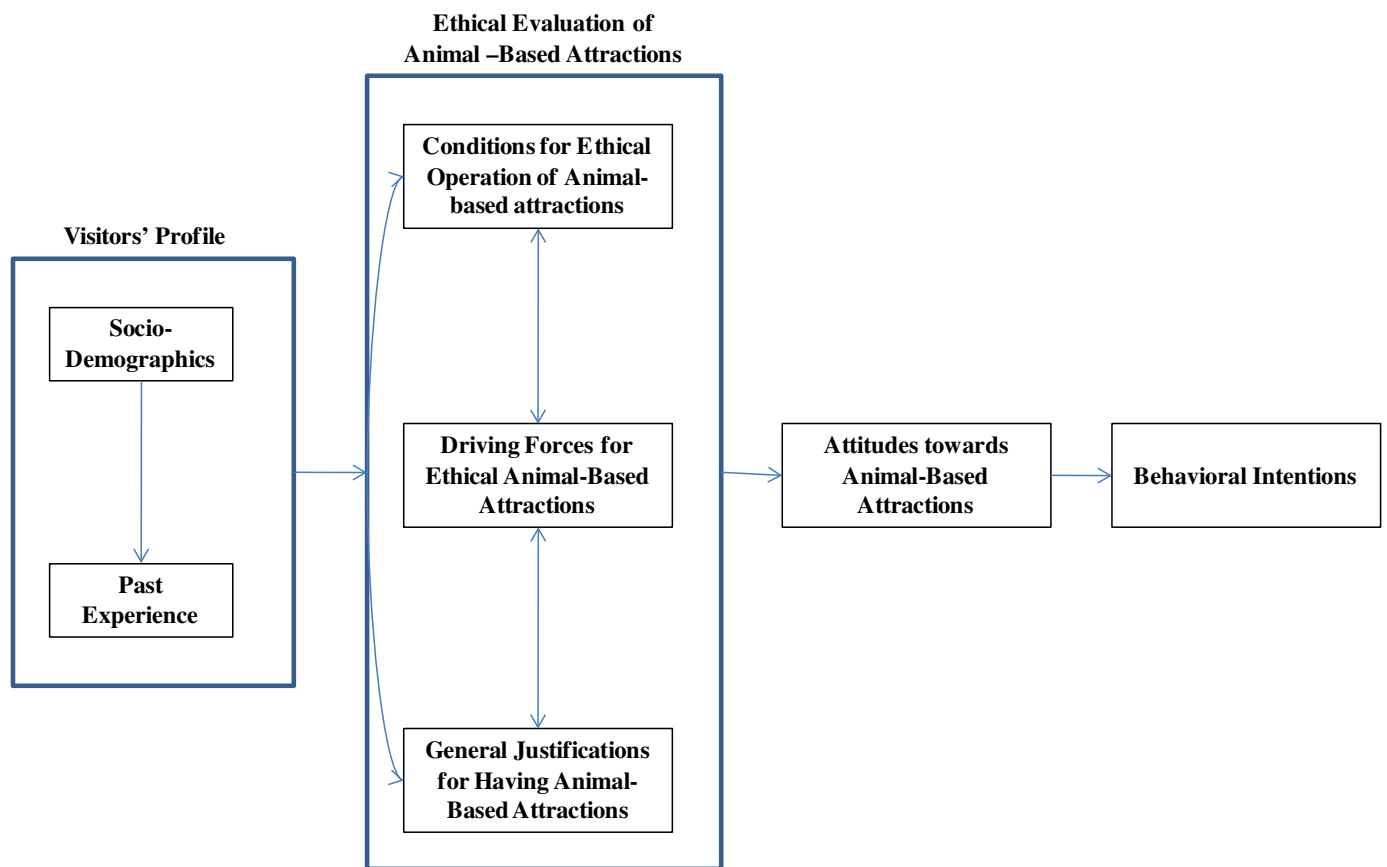 Ethical Evaluation of
Animal –Based Attractions
Conditions for Ethical
Operation of Animal-
based attractions
Visitors’ Profile
Socio-
Demographics
Past
Experience
Driving Forces for
Ethical Animal-Based
Attractions
General Justifications
for Having Animal-
Based Attractions
Attitudes towards
Animal-Based
Attractions
Behavioral Intentions